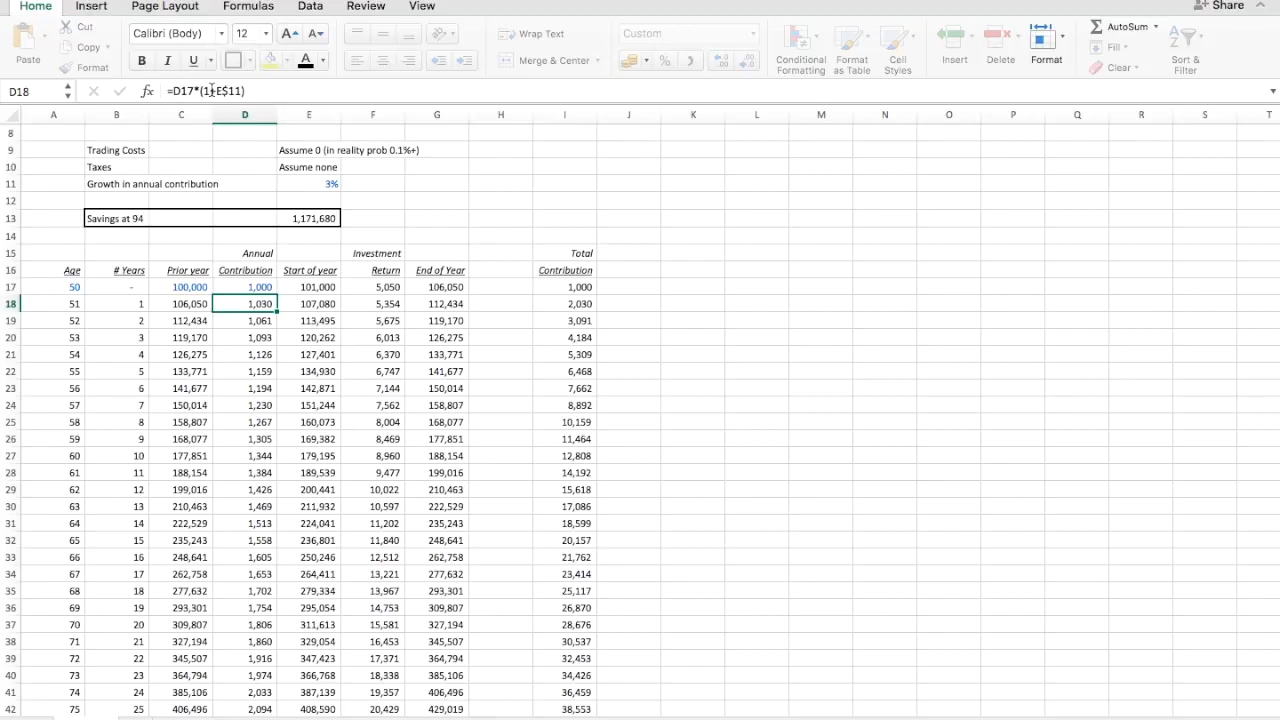 Home Insert Page Layout Formulas Data Review View Share
Cut Calibri (Body) 12 Wrap Text Custom AutoSum
Copy Fill
Paste Format Merge & Center Conditional Formatting Format as Table Cell Styles Insert Delete Format Clear Sort & Filter
D18 fx =D17*(1+E$11)
A B C D E F G H I J K L M N O P Q R S T
8
9 Trading Costs Assume 0 (in reality prob 0.1%+)
10 Taxes Assume none
11 Growth in annual contribution 3%
12
13 Savings at 94 1,171,680
14
15 Annual Investment Total
16 Age # Years Prior year Contribution Start of year Return End of Year Contribution
17 50 - 100,000 1,000 101,000 5,050 106,050 1,000
18 51 1 106,050 1,030 107,080 5,354 112,434 2,030
19 52 2 112,434 1,061 113,495 5,675 119,170 3,091
20 53 3 119,170 1,093 120,262 6,013 126,275 4,184
21 54 4 126,275 1,126 127,401 6,370 133,771 5,309
22 55 5 133,771 1,159 134,930 6,747 141,677 6,468
23 56 6 141,677 1,194 142,871 7,144 150,014 7,662
24 57 7 150,014 1,230 151,244 7,562 158,807 8,892
25 58 8 158,807 1,267 160,073 8,004 168,077 10,159
26 59 9 168,077 1,305 169,382 8,469 177,851 11,464
27 60 10 177,851 1,344 179,195 8,960 188,154 12,808
28 61 11 188,154 1,384 189,539 9,477 199,016 14,192
29 62 12 199,016 1,426 200,441 10,022 210,463 15,618
30 63 13 210,463 1,469 211,932 10,597 222,529 17,086
31 64 14 222,529 1,513 224,041 11,202 235,243 18,599
32 65 15 235,243 1,558 236,801 11,840 248,641 20,157
33 66 16 248,641 1,605 250,246 12,512 262,758 21,762
34 67 17 262,758 1,653 264,411 13,221 277,632 23,414
35 68 18 277,632 1,702 279,334 13,967 293,301 25,117
36 69 19 293,301 1,754 295,054 14,753 309,807 26,870
37 70 20 309,807 1,806 311,613 15,581 327,194 28,676
38 71 21 327,194 1,860 329,054 16,453 345,507 30,537
39 72 22 345,507 1,916 347,423 17,371 364,794 32,453
40 73 23 364,794 1,974 366,768 18,338 385,106 34,426
41 74 24 385,106 2,033 387,139 19,357 406,496 36,459
42 75 25 406,496 2,094 408,590 20,429 429,019 38,553